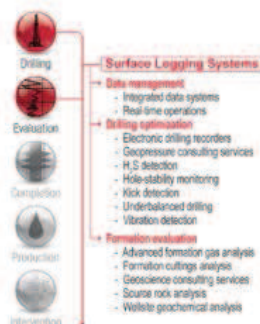 Drilling
Surface Logging Systems
Data management
- Integrated data systems
- Real-time operations
Evaluation
Drilling optimization
- Electronic drilling recorders
- Geopressure consulting services
- H₂S detection
- Hole-stability monitoring
- Kick detection
- Underbalanced drilling
- Vibration detection
Completion
Production
Formation evaluation
- Advanced formation gas analysis
- Formation cuttings analysis
- Geoscience consulting services
- Source rock analysis
- Wellsite geochemical analysis
Intervention